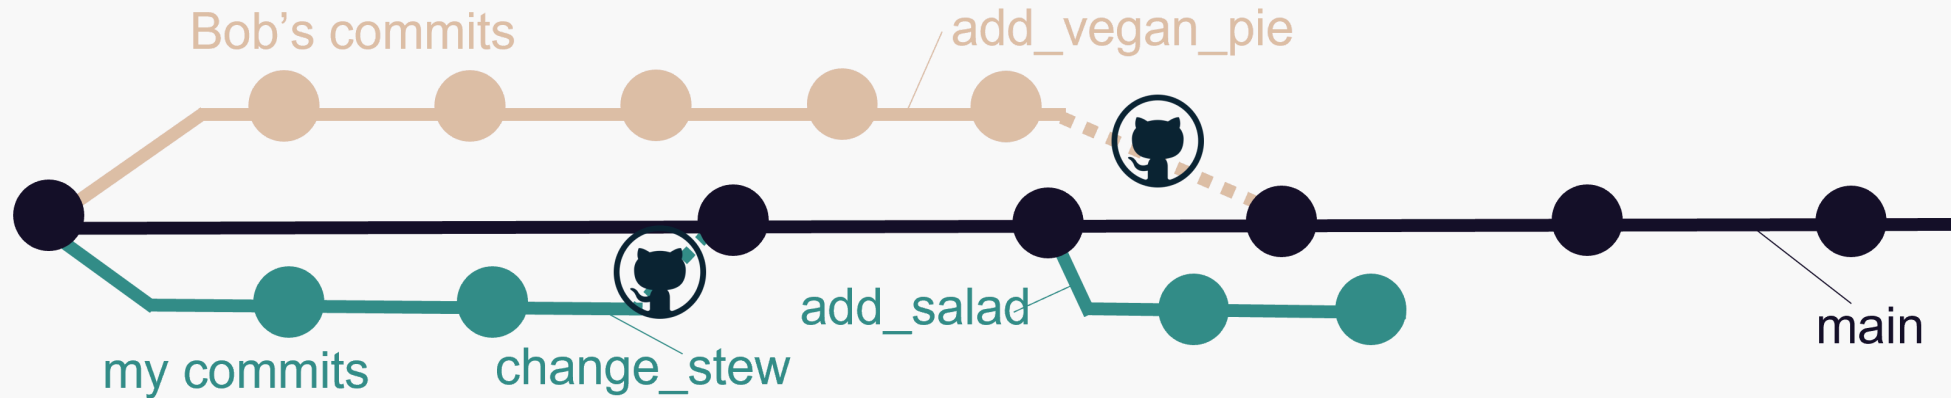 Bob’s commits
add_vegan_pie
add_salad
main
my commits
change_stew